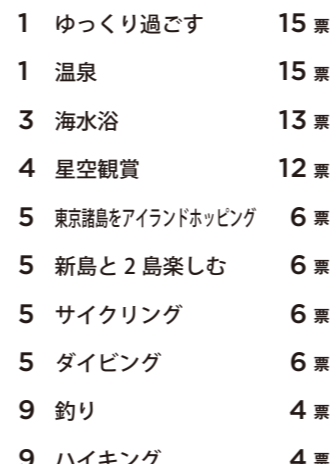 1 ゆっくり過ごす 15 票
1 温泉 15 票
3 海水浴 13 票
4 星空観賞 12 票
5 東京諸島をアイランドホッピング 6 票
5 新島と 2 島楽しむ 6 票
5 サイクリング 6 票
5 ダイビング 6 票
9 釣り 4 票
9 ハイキング 4 票